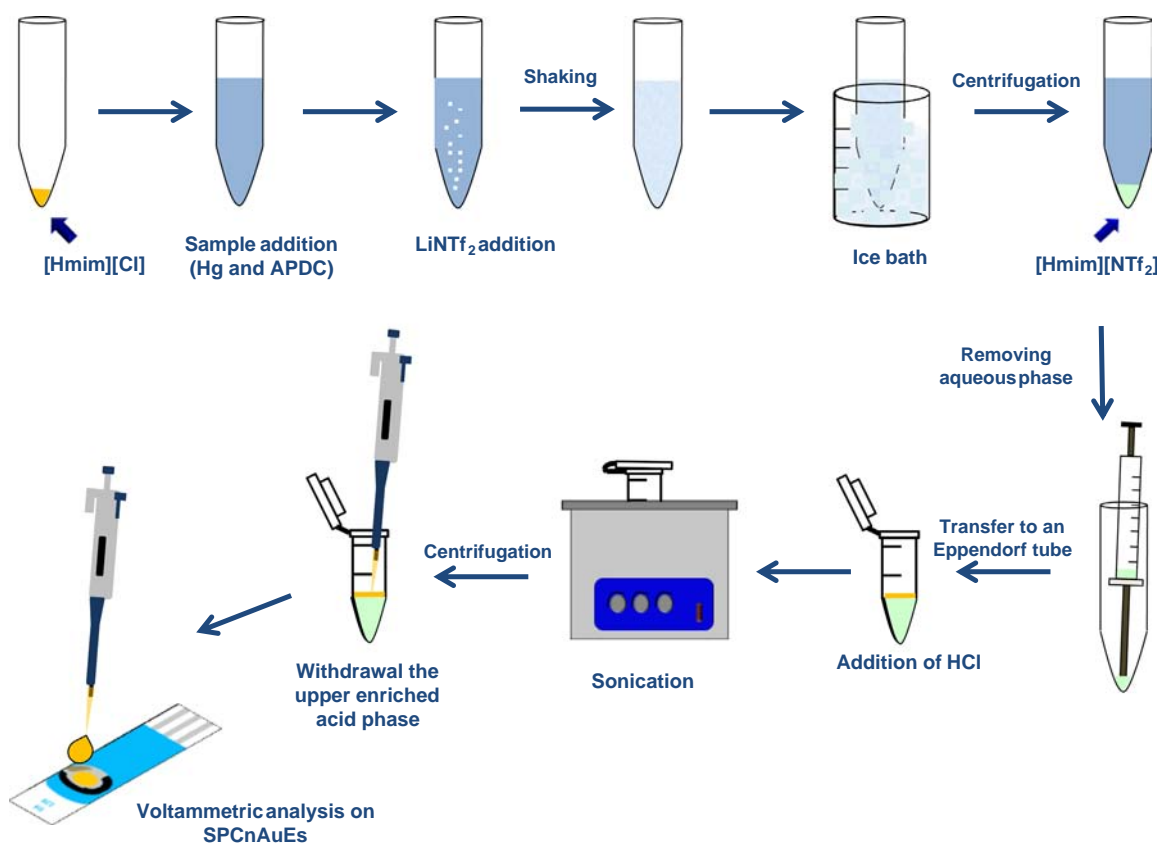 [Hmim][Cl]
Sample addition
(Hg and APDC)
LiNTf2 addition
Shaking
Ice bath
Centrifugation
[Hmim][NTf2]
Removing
aqueous phase
Transfer to an
Eppendorf tube
Addition of HCl
Sonication
Centrifugation
Withdrawal the
upper enriched
acid phase
Voltammetric analysis on
SPCnAuEs